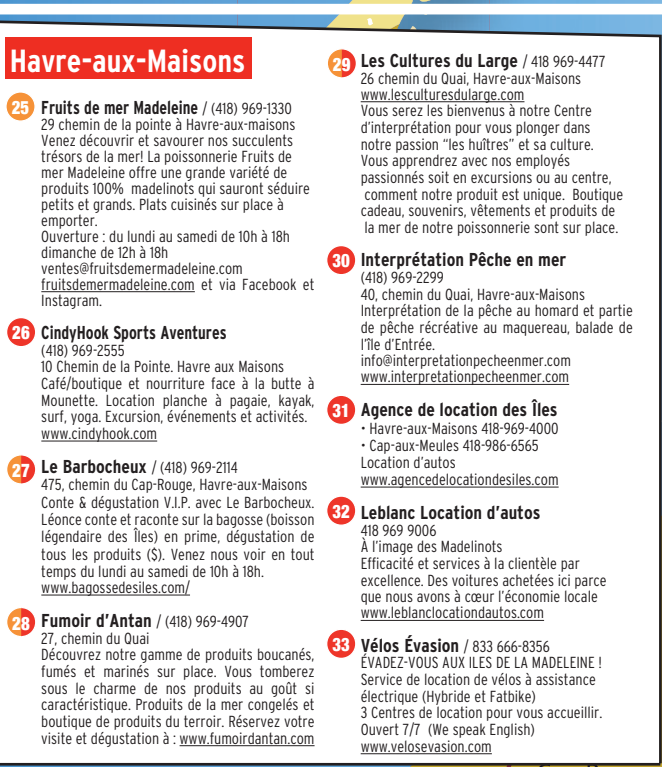 Havre-aux-Maisons
25 Fruits de mer Madeleine / (418) 969-1330
29 chemin de la pointe à Havre-aux-maisons
Venez découvrir et savourer nos succulents
trésors de la mer! La poissonnerie Fruits de
mer Madeleine offre une grande variété de
produits 100% madelinots qui sauront séduire
petits et grands. Plats cuisinés sur place à
emporter.
Ouverture : du lundi au samedi de 10h à 18h
dimanche de 12h à 18h
ventes@fruitsdemermadeleine.com
fruitsdemermadeleine.com et via Facebook et
Instagram.
26 CindyHook Sports Aventures
(418) 969-2555
10 Chemin de la Pointe. Havre aux Maisons
Café/boutique et nourriture face à la butte à
Mounette. Location planche à pagaie, kayak,
surf, yoga. Excursion, événements et activités.
www.cindyhook.com
27 Le Barbocheux / (418) 969-2114
475, chemin du Cap-Rouge, Havre-aux-Maisons
Conte & dégustation V.I.P. avec Le Barbocheux.
Léonce conte et raconte sur la bagosse (boisson
légendaire des Îles) en prime, dégustation de
tous les produits ($). Venez nous voir en tout
temps du lundi au samedi de 10h à 18h.
www.bagossedesiles.com/
28 Fumoir d'Antan / (418) 969-4907
27, chemin du Quai
Découvrez notre gamme de produits boucanés,
fumés et marinés sur place. Vous tomberez
sous le charme de nos produits au goût si
caractéristique. Produits de la mer congelés et
boutique de produits du terroir. Réservez votre
visite et dégustation à : www.fumoirdantan.com
29 Les Cultures du Large / 418 969-4477
26 chemin du Quai, Havre-aux-Maisons
www.lesculturesdularge.com
Vous serez les bienvenus à notre Centre
d'interprétation pour vous plonger dans
notre passion "les huîtres" et sa culture.
Vous apprendrez avec nos employés
passionnés soit en excursions ou au centre,
comment notre produit est unique. Boutique
cadeau, souvenirs, vêtements et produits de
la mer de notre poissonnerie sont sur place.
30 Interprétation Pêche en mer
(418) 969-2299
40, chemin du Quai, Havre-aux-Maisons
Interprétation de la pêche au homard et partie
de pêche récréative au maquereau, balade de
l'île d'Entrée.
info@interpretationpecheenmer.com
www.interpretationpecheenmer.com
31 Agence de location des Îles
• Havre-aux-Maisons 418-969-4000
• Cap-aux-Meules 418-986-6565
Location d'autos
www.agencedelocationdesiles.com
32 Leblanc Location d'autos
418 969 9006
À l'image des Madelinots
Efficacité et services à la clientèle par
excellence. Des voitures achetées ici parce
que nous avons à cœur l'économie locale
www.leblanclocationdautos.com
33 Vélos Évasion / 833 666-8356
ÉVADEZ-VOUS AUX ILES DE LA MADELEINE !
Service de location de vélos à assistance
électrique (Hybride et Fatbike)
3 Centres de location pour vous accueillir.
Ouvert 7/7 (We speak English)
www.velosevasion.com